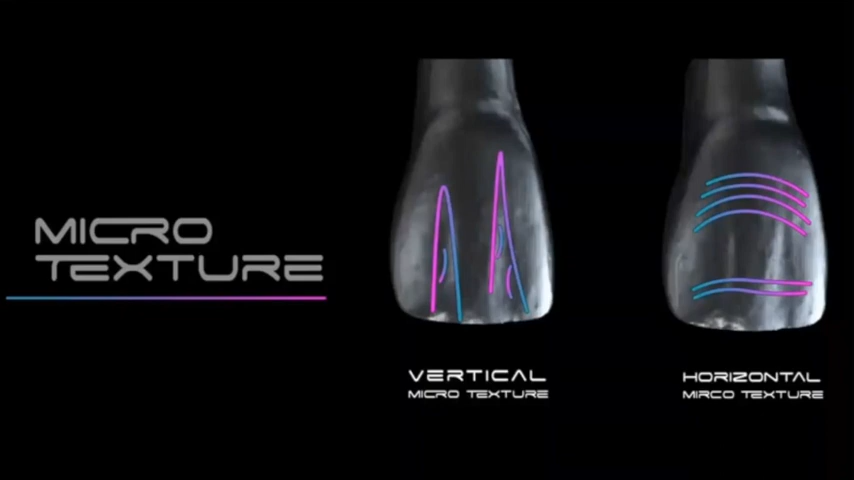 MICRO
TEXTURE
VERTICAL
MICRO TEXTURE
HORIZONTAL
MIRCO TEXTURE